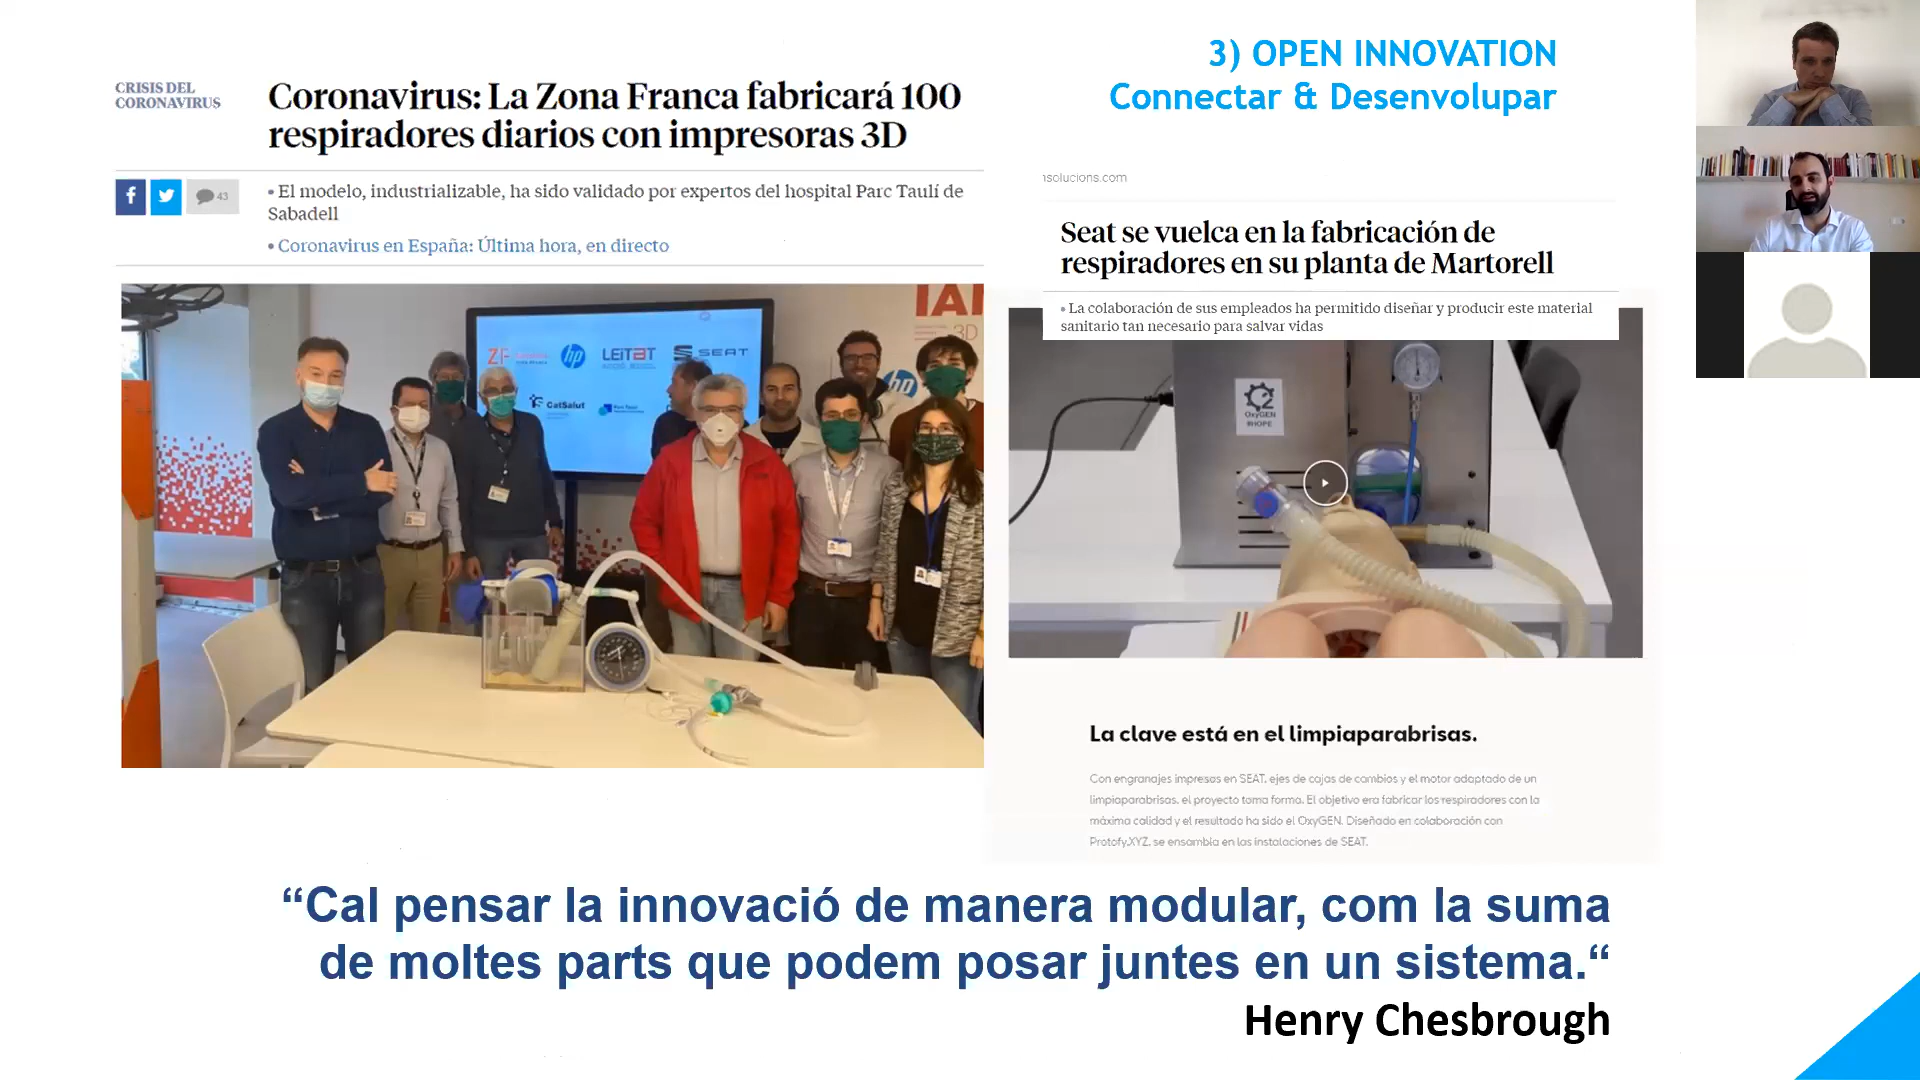 3) OPEN INNOVATION
Connectar & Desenvolupar
CRISIS DEL
CORONAVIRUS
Coronavirus: La Zona Franca fabricará 100
respiradores diarios con impresoras 3D
43
• El modelo, industrializable, ha sido validado por expertos del hospital Parc Taulí de
Sabadell
• Coronavirus en España: Última hora, en directo
ZF
hp
LEITAT
SEAT
CatSalut
Parc Taulí
IAM
3D
hp
nsolucions.com
Seat se vuelca en la fabricación de
respiradores en su planta de Martorell
• La colaboración de sus empleados ha permitido diseñar y producir este material
sanitario tan necesario para salvar vidas
OxyGEN
IHOPE
La clave está en el limpiaparabrisas.
Con engranajes impresos en SEAT, ejes de cajas de cambios y el motor adaptado de un
limpiaparabrisas, el proyecto toma forma. El objetivo era fabricar los respiradores con la
máxima calidad y el resultado ha sido el OxyGEN. Diseñado en colaboración con
Protofy.XYZ, se ensambla en las instalaciones de SEAT.
“Cal pensar la innovació de manera modular, com la suma
de moltes parts que podem posar juntes en un sistema.“
Henry Chesbrough